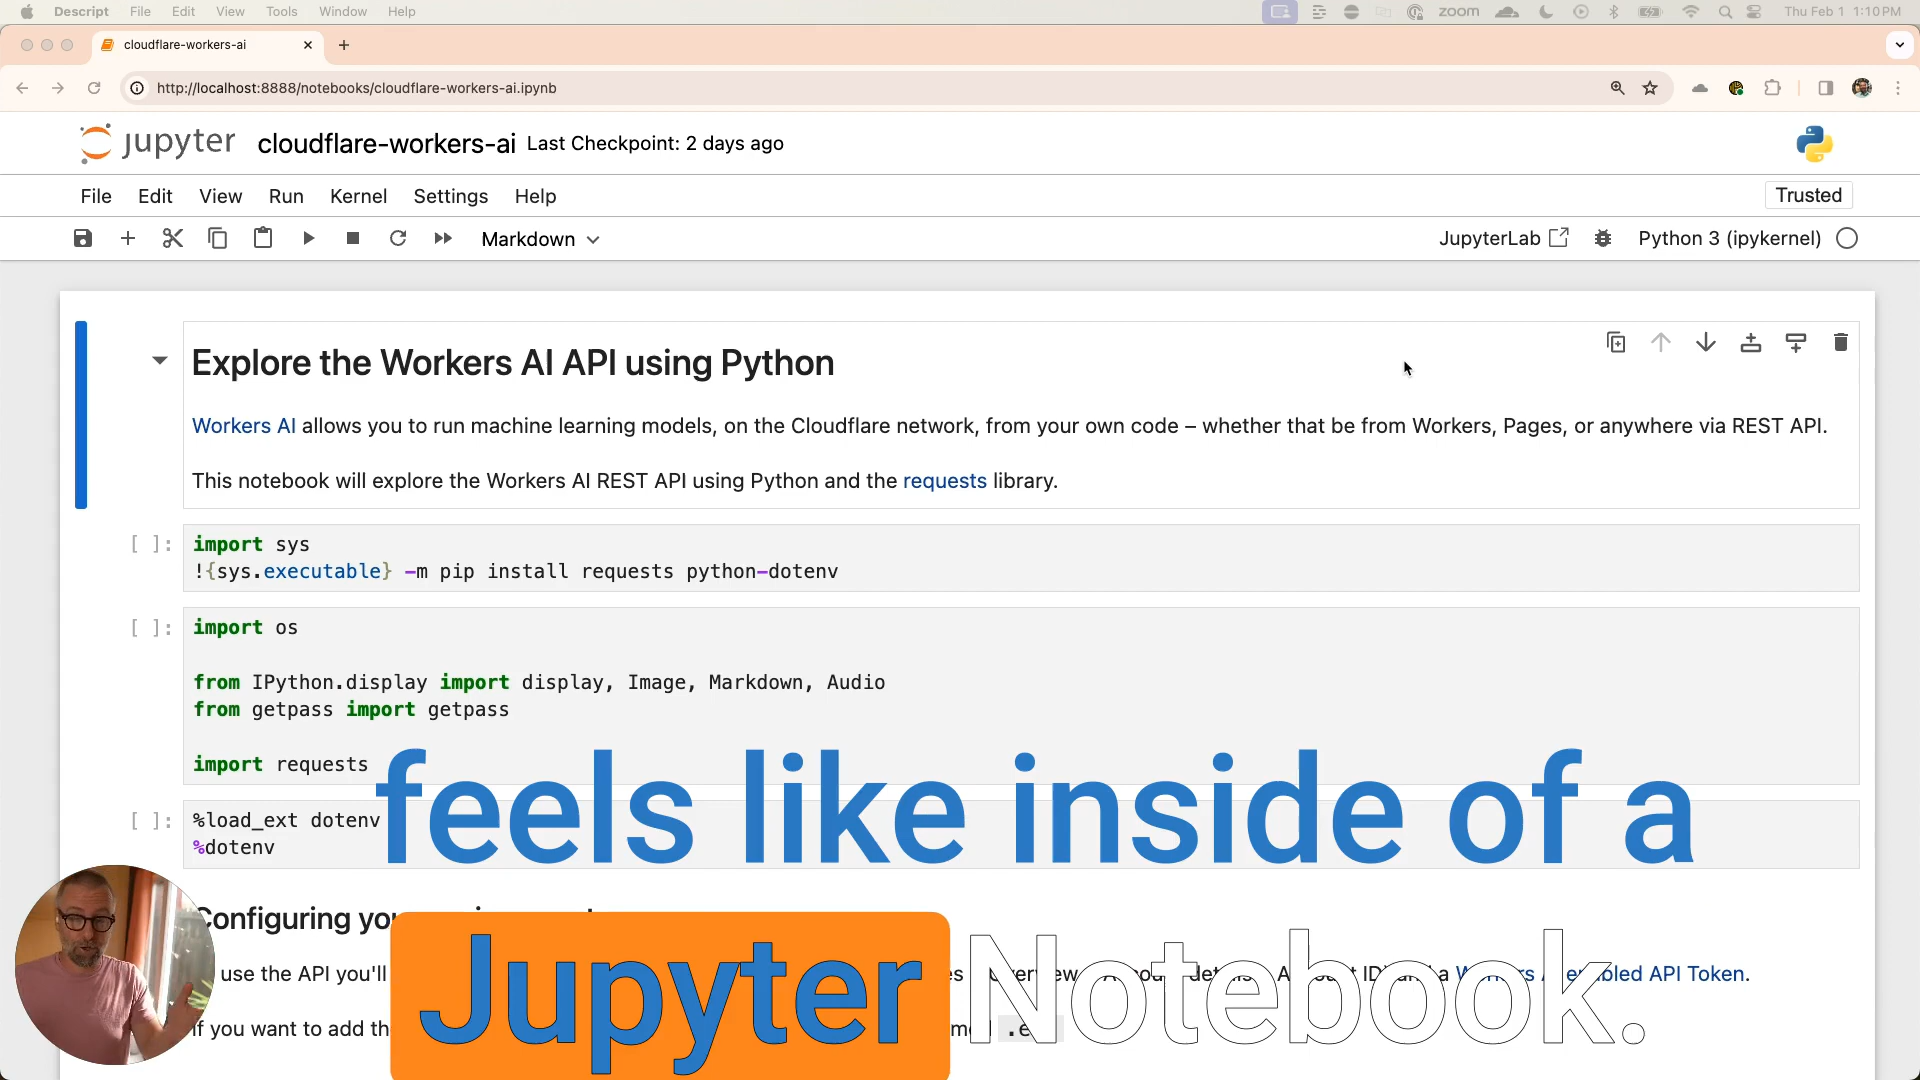 Descript File Edit View Tools Window Help zoom Thu Feb 1 1:10 PM
cloudflare-workers-ai
http://localhost:8888/notebooks/cloudflare-workers-ai.ipynb
jupyter cloudflare-workers-ai Last Checkpoint: 2 days ago
File Edit View Run Kernel Settings Help Trusted
Markdown JupyterLab Python 3 (ipykernel)
Explore the Workers AI API using Python
Workers AI allows you to run machine learning models, on the Cloudflare network, from your own code – whether that be from Workers, Pages, or anywhere via REST API.
This notebook will explore the Workers AI REST API using Python and the requests library.
[ ]: import sys
!{sys.executable} -m pip install requests python-dotenv
[ ]: import os
from IPython.display import display, Image, Markdown, Audio
from getpass import getpass
import requests
[ ]: %load_ext dotenv
%dotenv
feels like inside of a
Configuring
Jupyter Notebook.
use the API you'll a API Token.
If you want to add